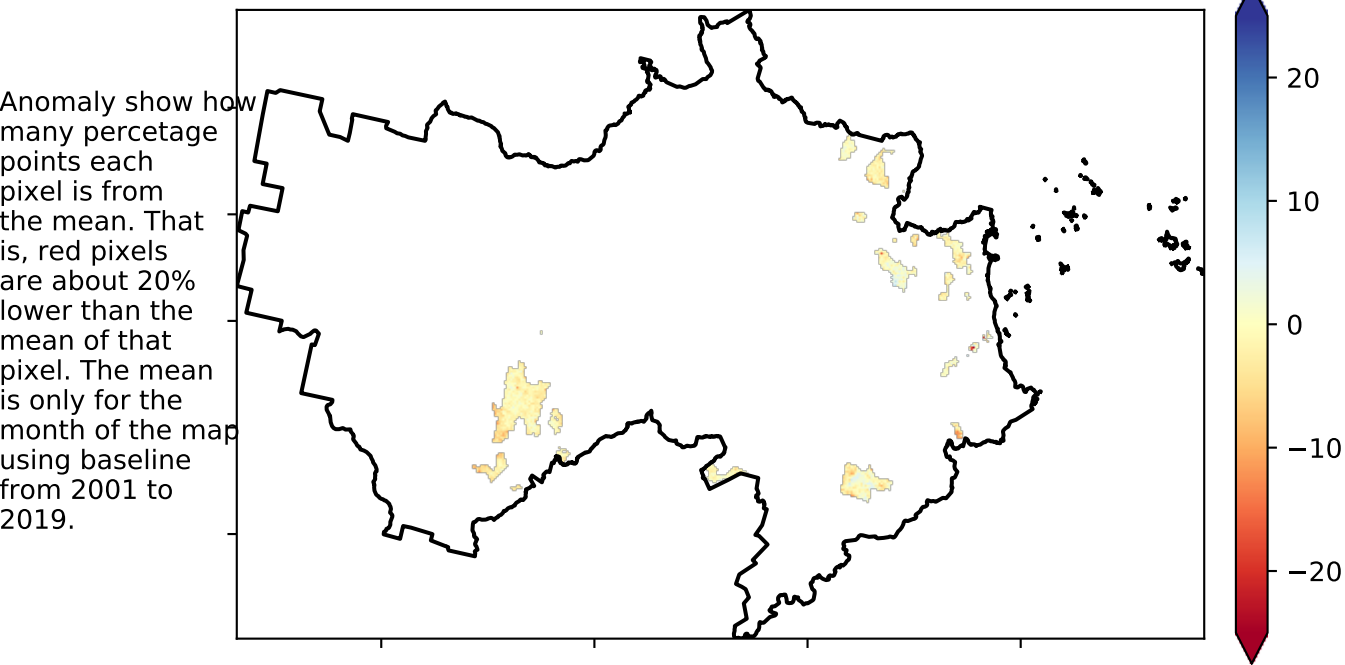 Anomaly show how
many percetage
points each
pixel is from
the mean. That
is, red pixels
are about 20%
lower than the
mean of that
pixel. The mean
is only for the
month of the map
using baseline
from 2001 to
2019.
20
10
0
−10
−20